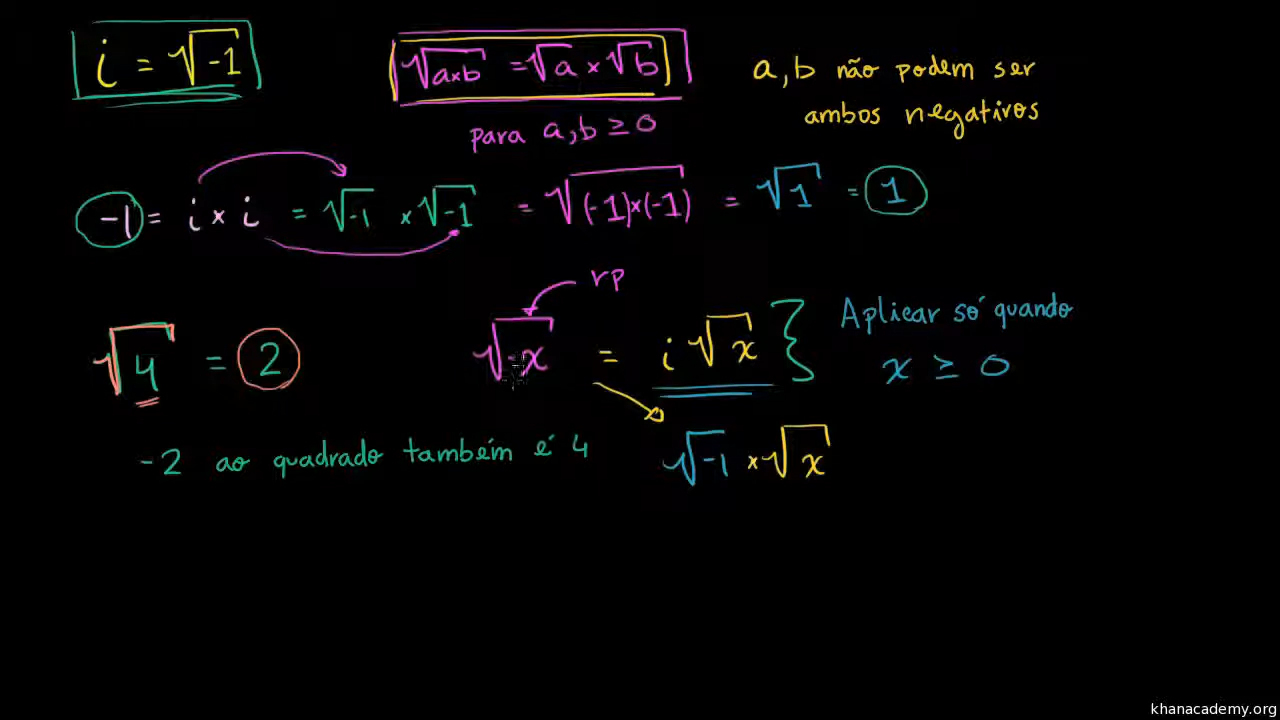 i = √-1
√a×b = √a × √b
para a,b ≥ 0
a,b não podem ser
ambos negativos
-1 = i × i = √-1 × √-1 = √(-1)×(-1) = √1 = 1
rp
√4 = 2
√-x = i√x
Aplicar só quando
x ≥ 0
-2 ao quadrado tambéim é 4
√-1 × √x
khanacademy.org